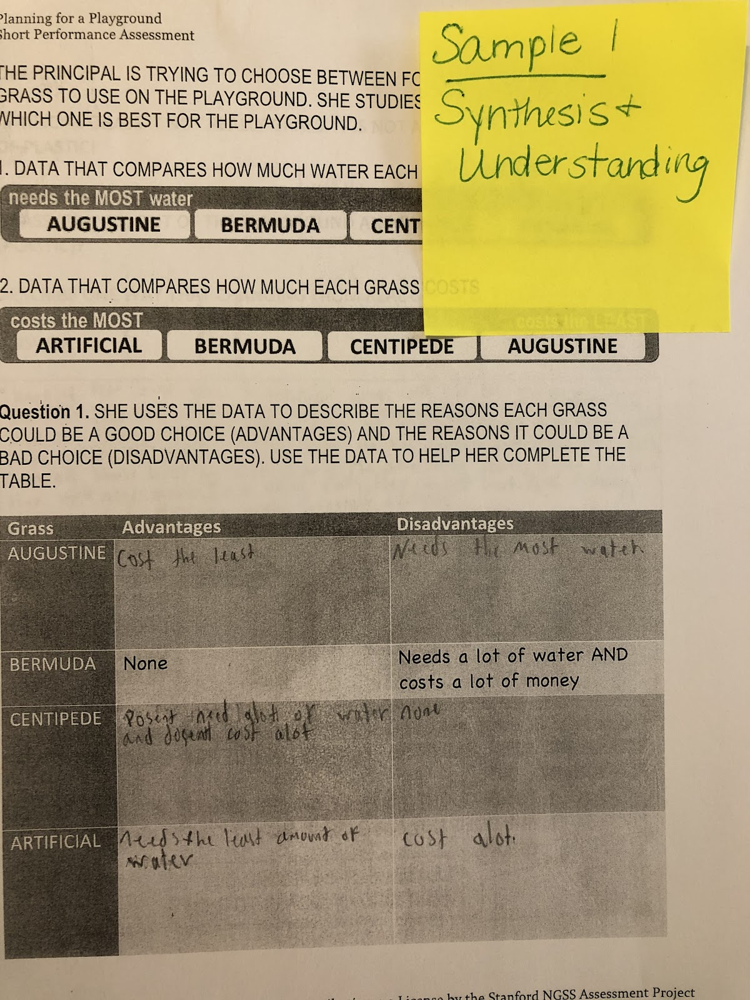 Planning for a Playground
Short Performance Assessment
Sample 1
Synthesis +
Understanding
THE PRINCIPAL IS TRYING TO CHOOSE BETWEEN FO
GRASS TO USE ON THE PLAYGROUND. SHE STUDIES
WHICH ONE IS BEST FOR THE PLAYGROUND.
1. DATA THAT COMPARES HOW MUCH WATER EACH
needs the MOST water
AUGUSTINE BERMUDA CENT
2. DATA THAT COMPARES HOW MUCH EACH GRASS COSTS
costs the MOST costs the LEAST
ARTIFICIAL BERMUDA CENTIPEDE AUGUSTINE
Question 1. SHE USES THE DATA TO DESCRIBE THE REASONS EACH GRASS
COULD BE A GOOD CHOICE (ADVANTAGES) AND THE REASONS IT COULD BE A
BAD CHOICE (DISADVANTAGES). USE THE DATA TO HELP HER COMPLETE THE
TABLE.
Grass Advantages Disadvantages
AUGUSTINE Cost the least Needs the most water
BERMUDA None Needs a lot of water AND
costs a lot of money
CENTIPEDE Dosent need alot of water none
and dosent cost alot
ARTIFICIAL needs the least amount of cost alot.
water
License by the Stanford NGSS Assessment Project